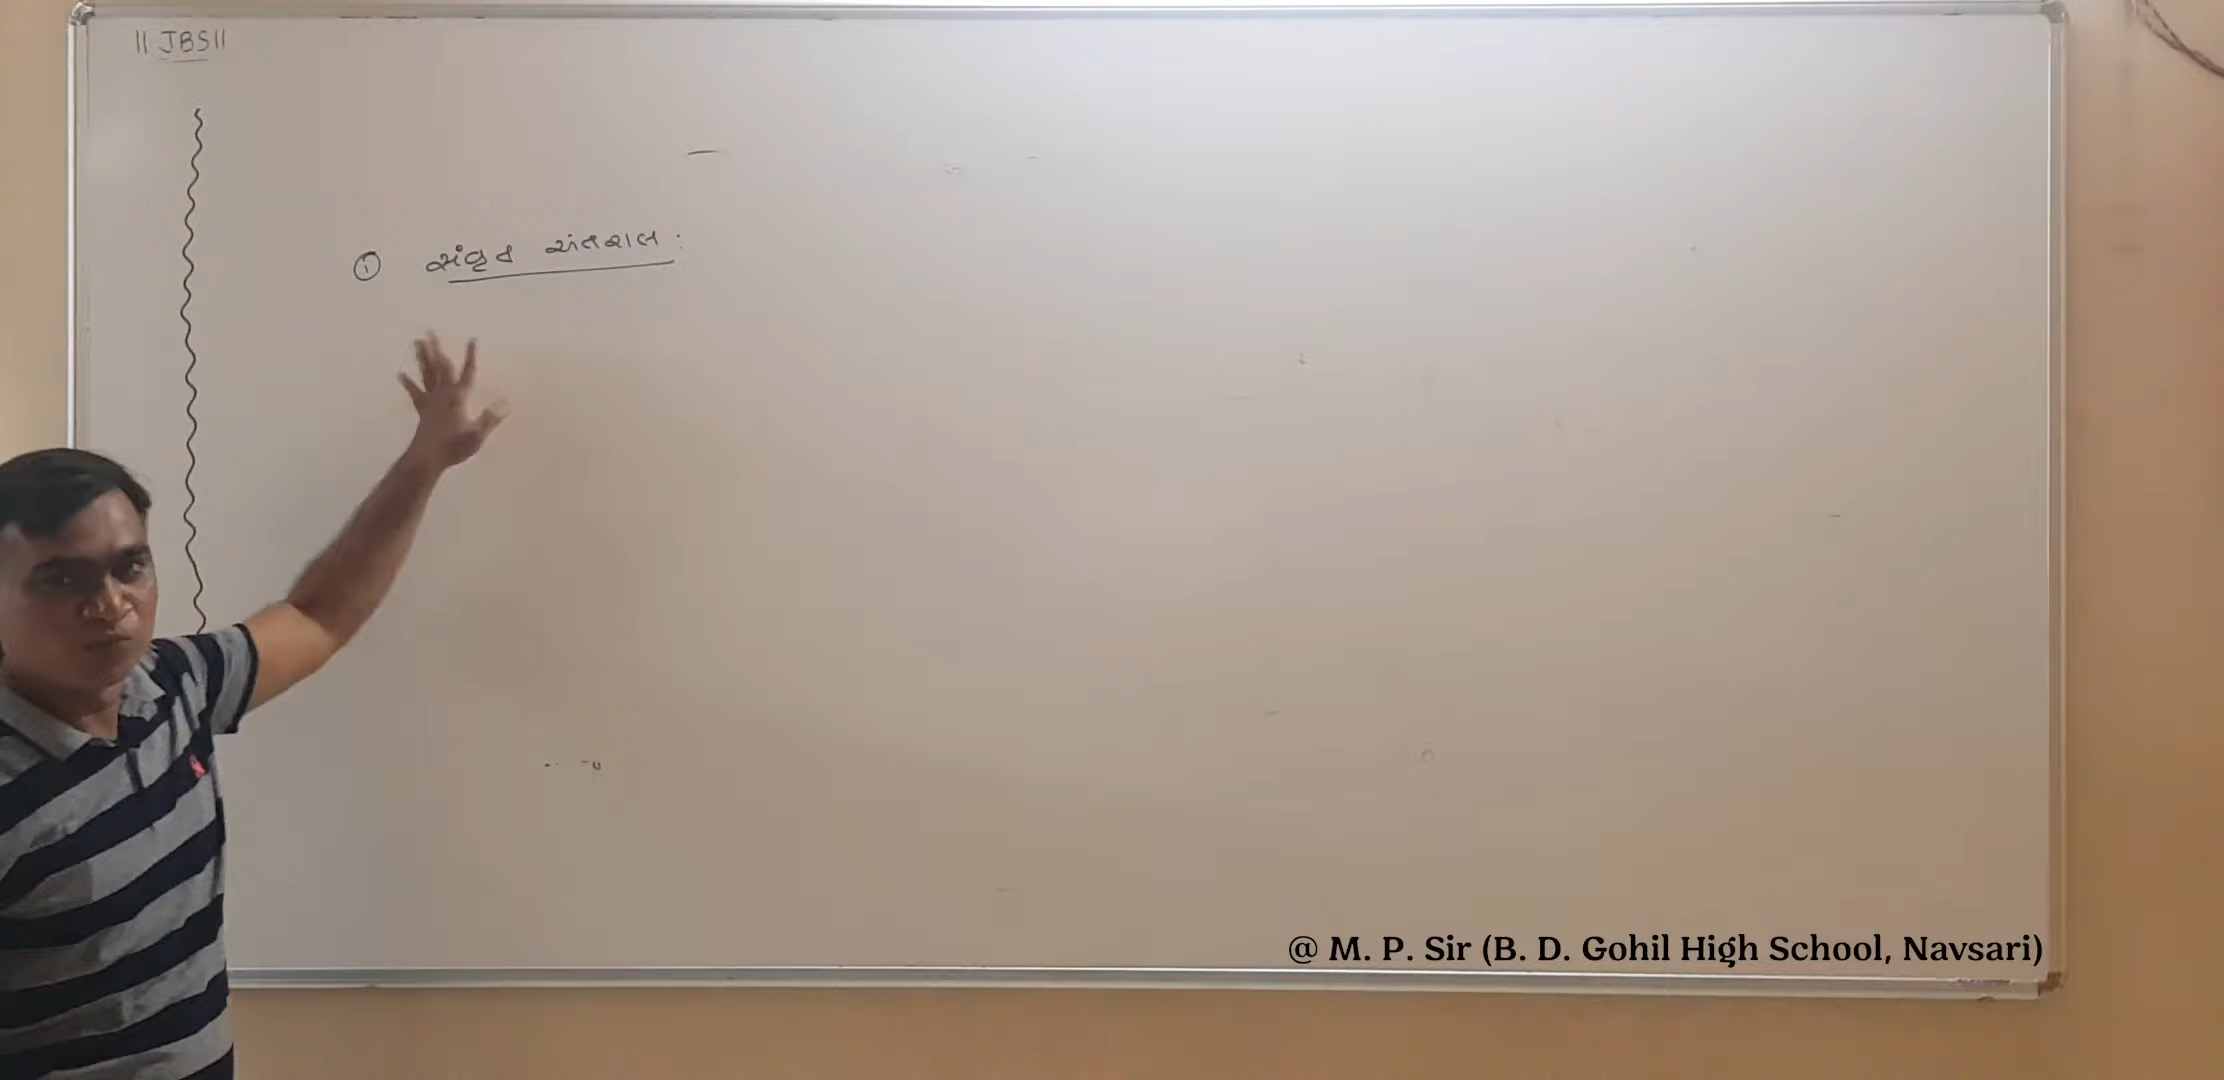 || JBS ||
① સંવૃત અંતરાલ :
@ M. P. Sir (B. D. Gohil High School, Navsari)